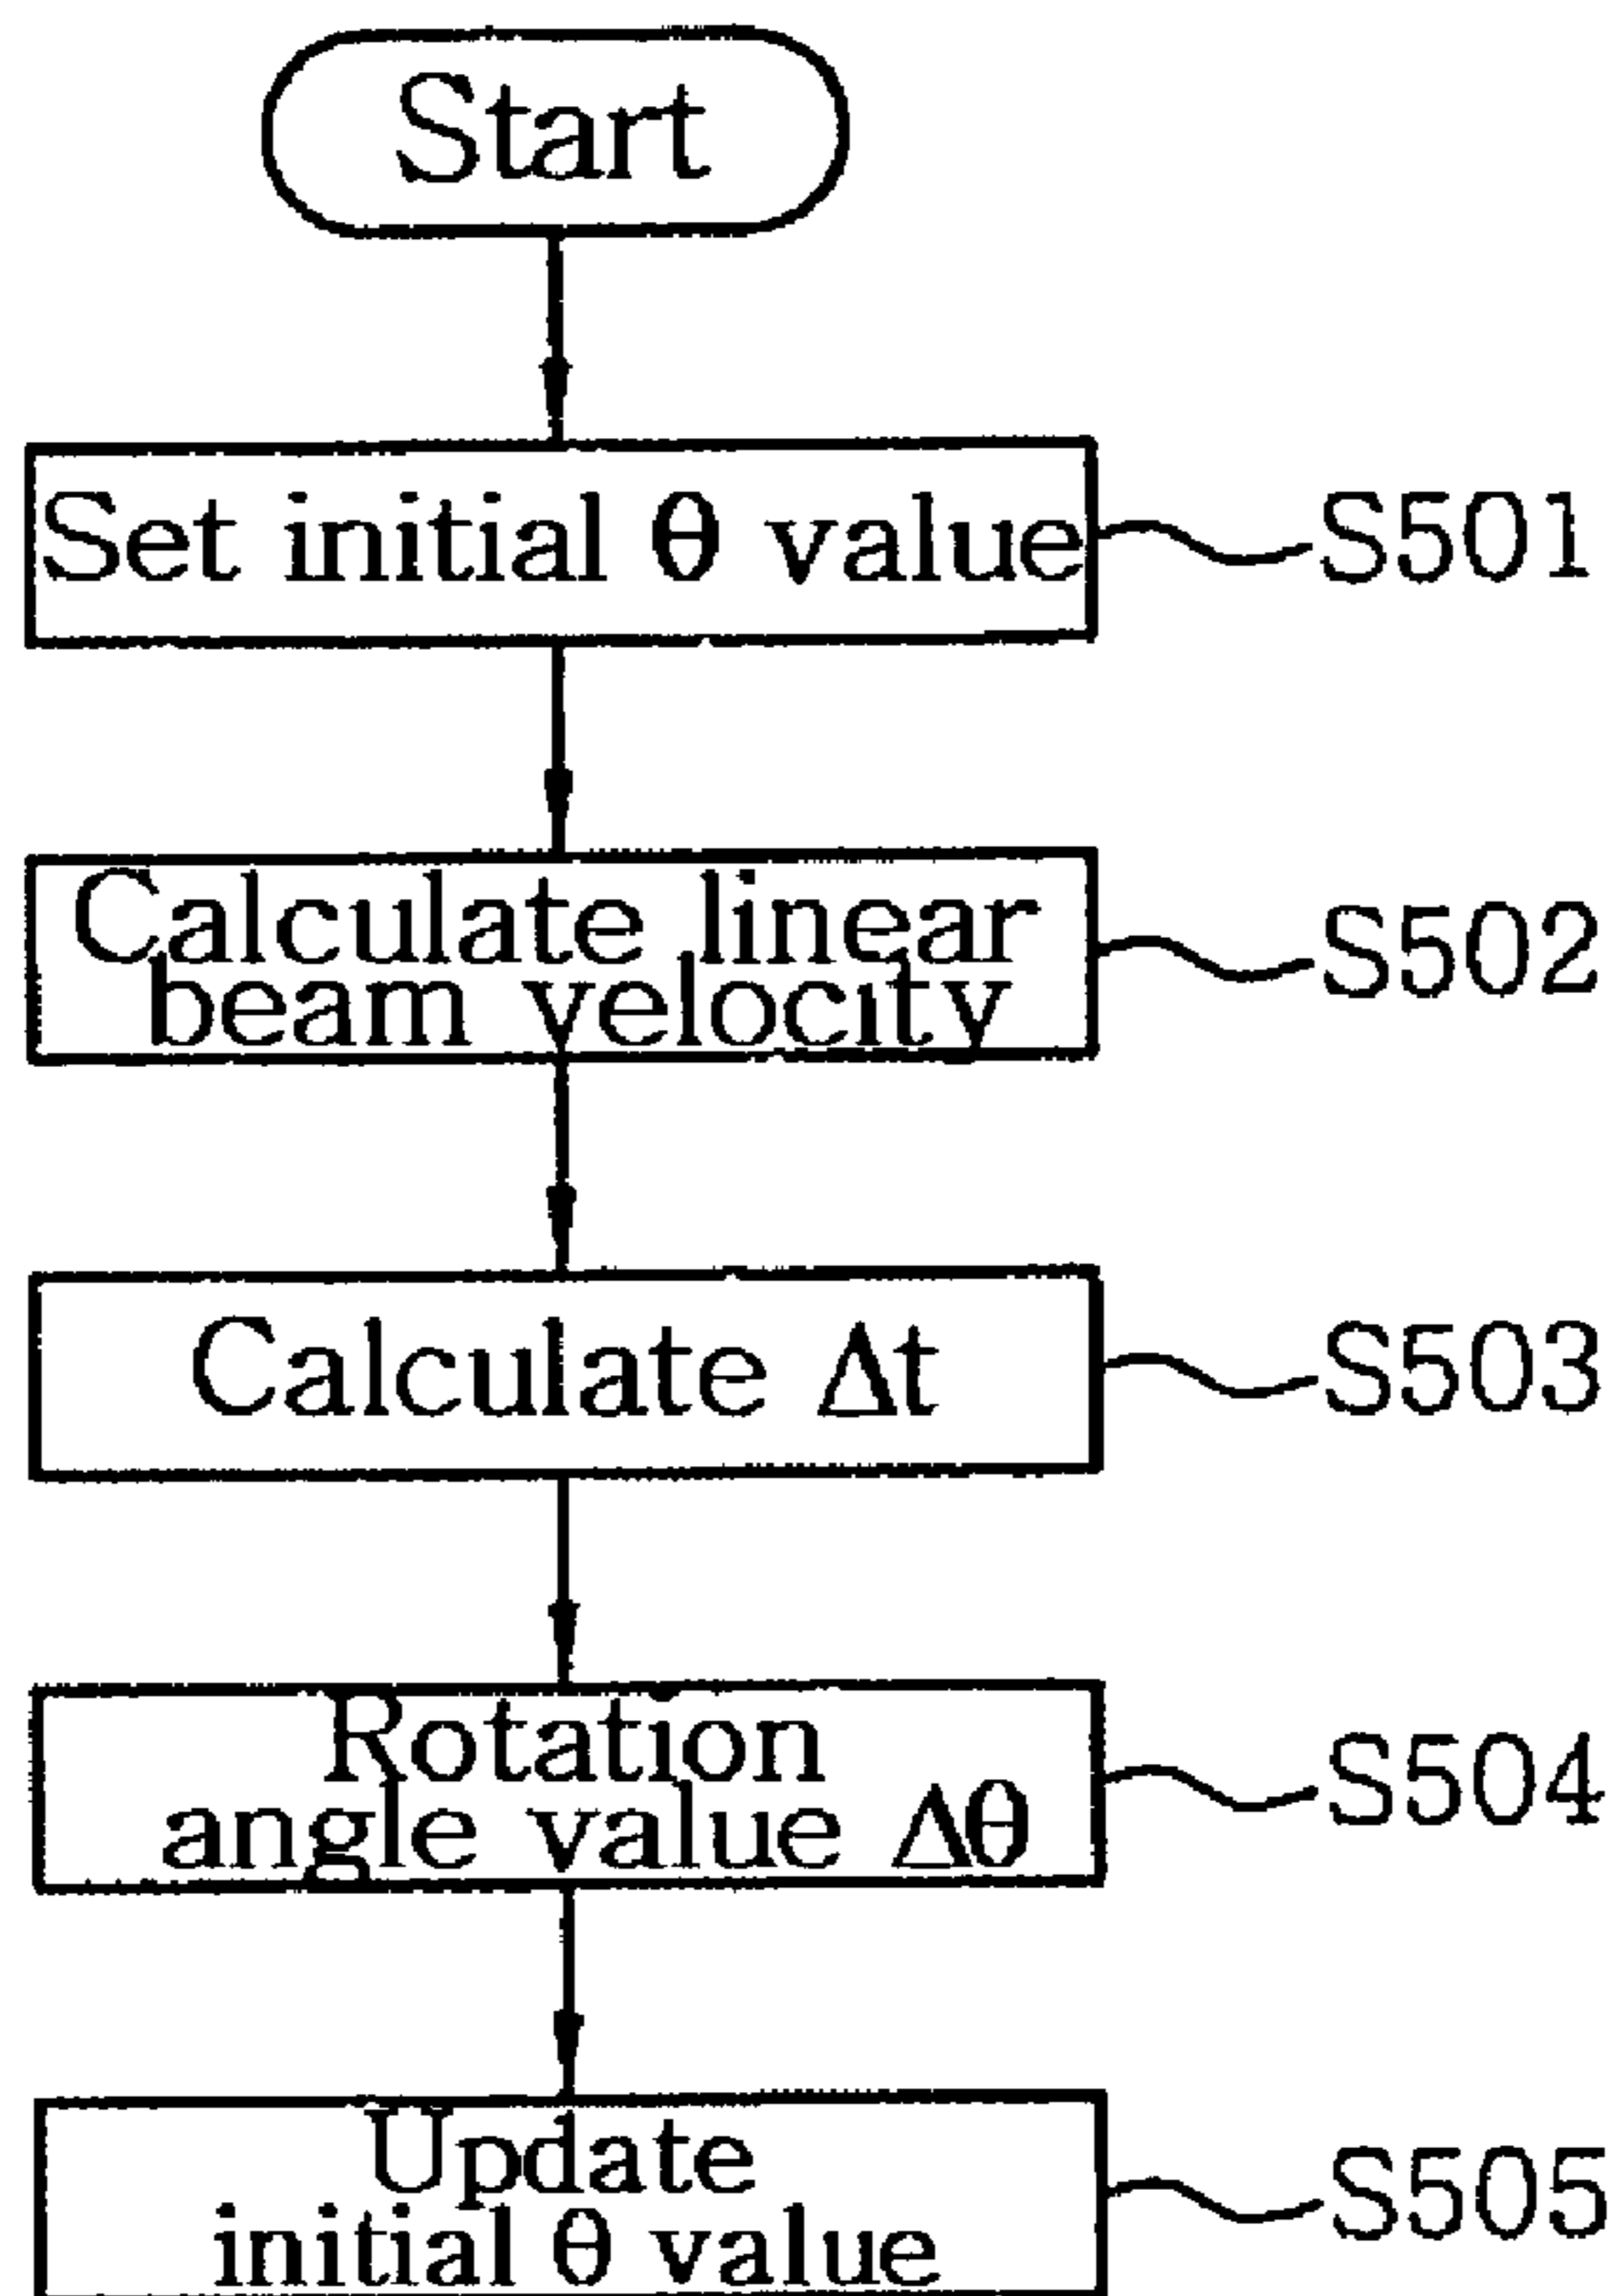 Start
Set initial θ value
S501
Calculate linear
beam velocity
S502
Calculate Δt
S503
Rotation
angle value Δθ
S504
Update
initial θ value
S505